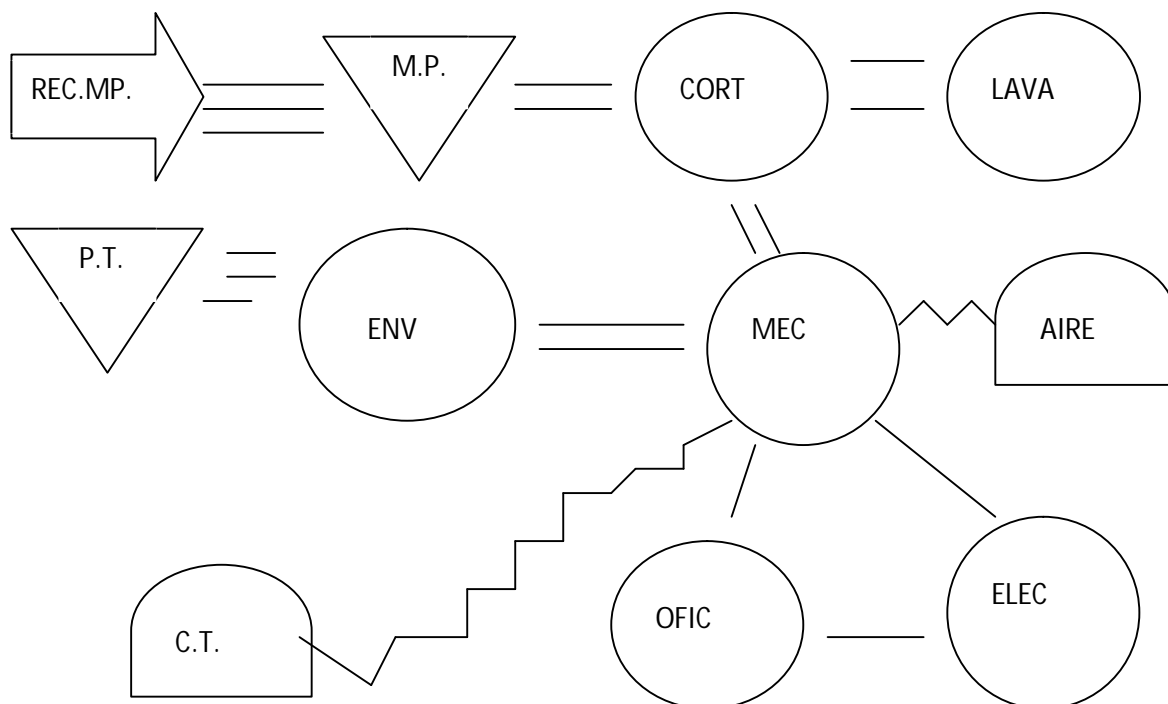 REC.MP.
M.P.
CORT
LAVA
P.T.
ENV
MEC
AIRE
C.T.
OFIC
ELEC